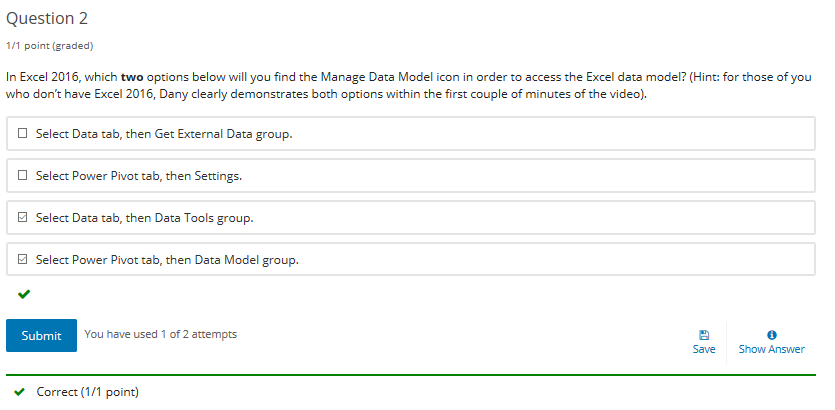 Question 2
1/1 point (graded)
In Excel 2016, which two options below will you find the Manage Data Model icon in order to access the Excel data model? (Hint: for those of you
who don't have Excel 2016, Dany clearly demonstrates both options within the first couple of minutes of the video).
Select Data tab, then Get External Data group.
Select Power Pivot tab, then Settings.
Select Data tab, then Data Tools group.
Select Power Pivot tab, then Data Model group.
Submit You have used 1 of 2 attempts
Save Show Answer
Correct (1/1 point)